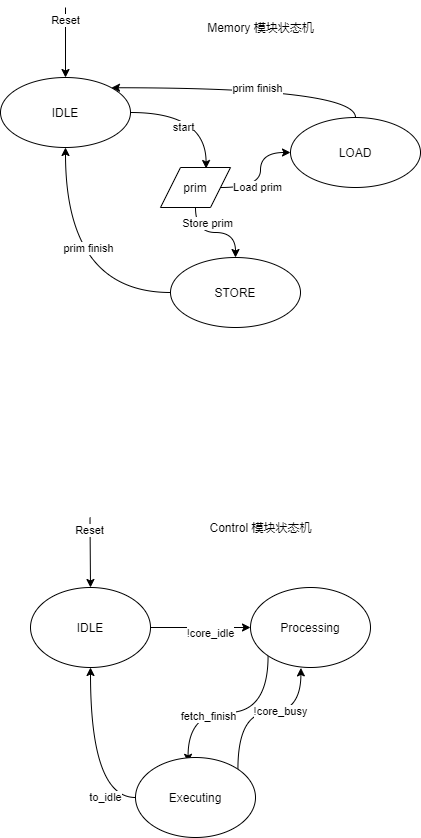 Reset
Memory 模块状态机
prim finish
IDLE
start
LOAD
prim
Load prim
Store prim
prim finish
STORE
Reset
Control 模块状态机
IDLE
!core_idle
Processing
fetch_finish
!core_busy
to_idle
Executing